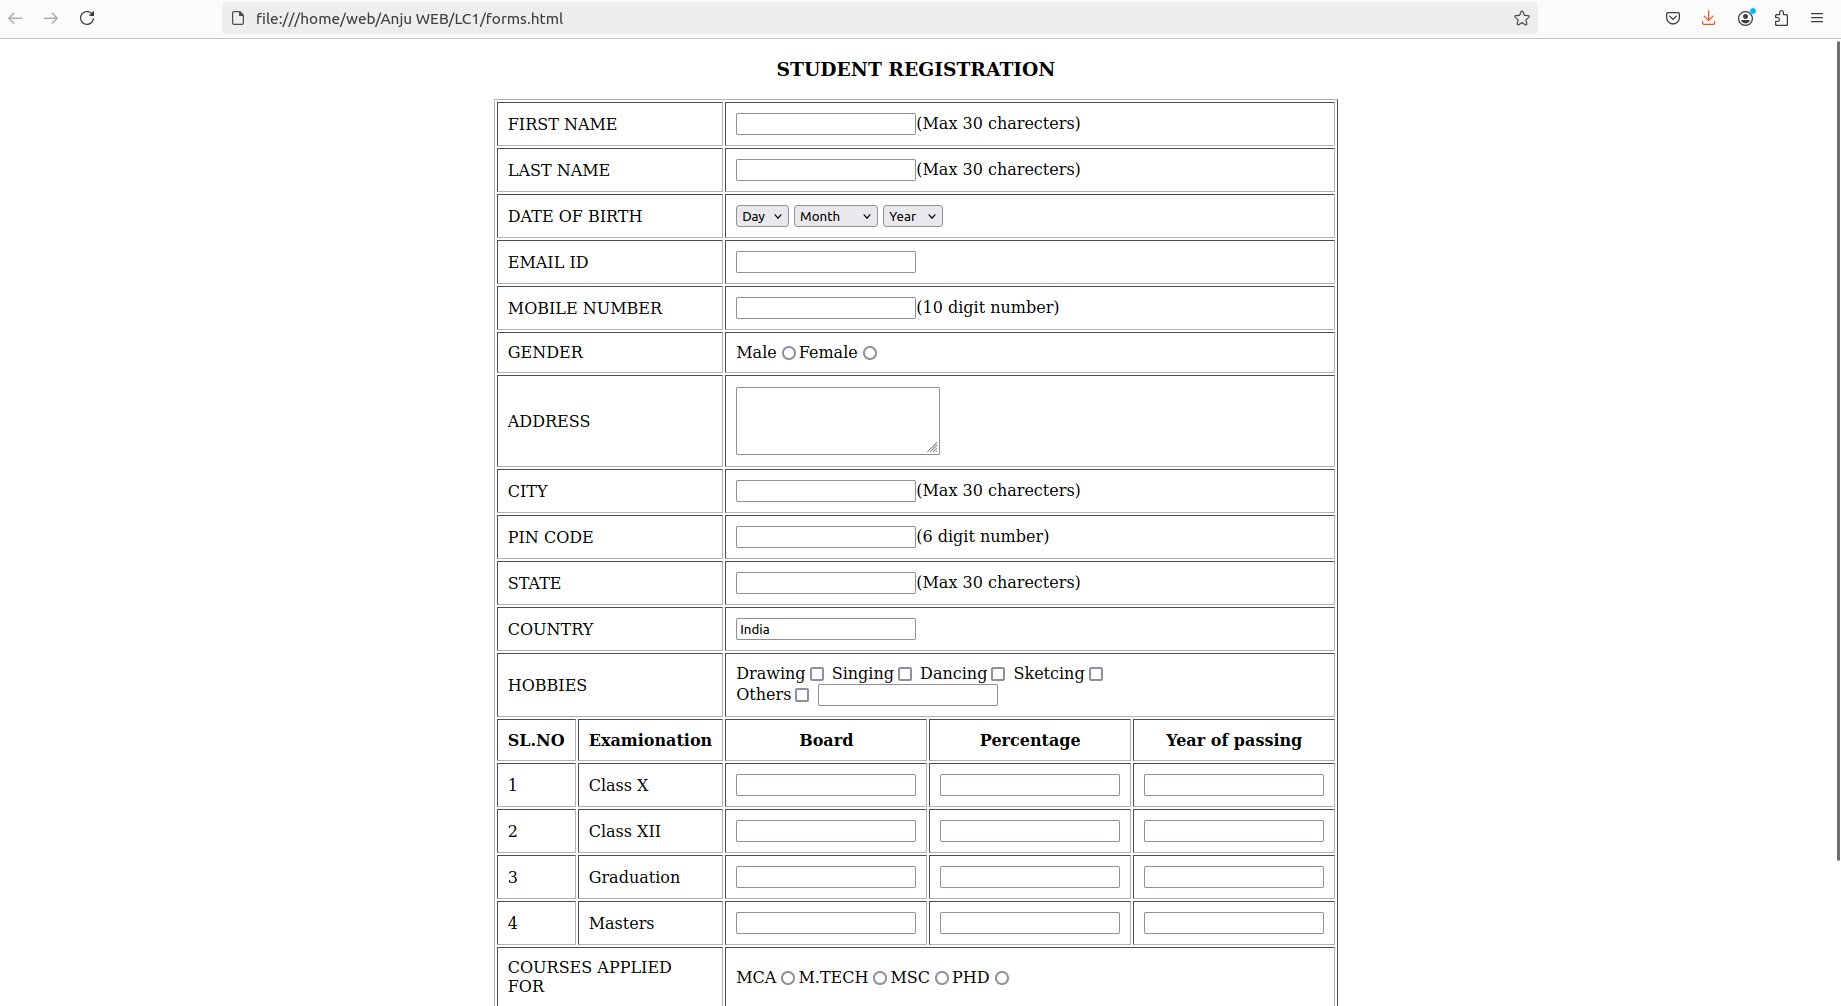 file:///home/web/Anju WEB/LC1/forms.html
STUDENT REGISTRATION
FIRST NAME (Max 30 charecters)
LAST NAME (Max 30 charecters)
DATE OF BIRTH Day Month Year
EMAIL ID
MOBILE NUMBER (10 digit number)
GENDER Male Female
ADDRESS
CITY (Max 30 charecters)
PIN CODE (6 digit number)
STATE (Max 30 charecters)
COUNTRY India
HOBBIES Drawing Singing Dancing Sketcing
Others
SL.NO Examionation Board Percentage Year of passing
1 Class X
2 Class XII
3 Graduation
4 Masters
COURSES APPLIED
FOR MCA M.TECH MSC PHD